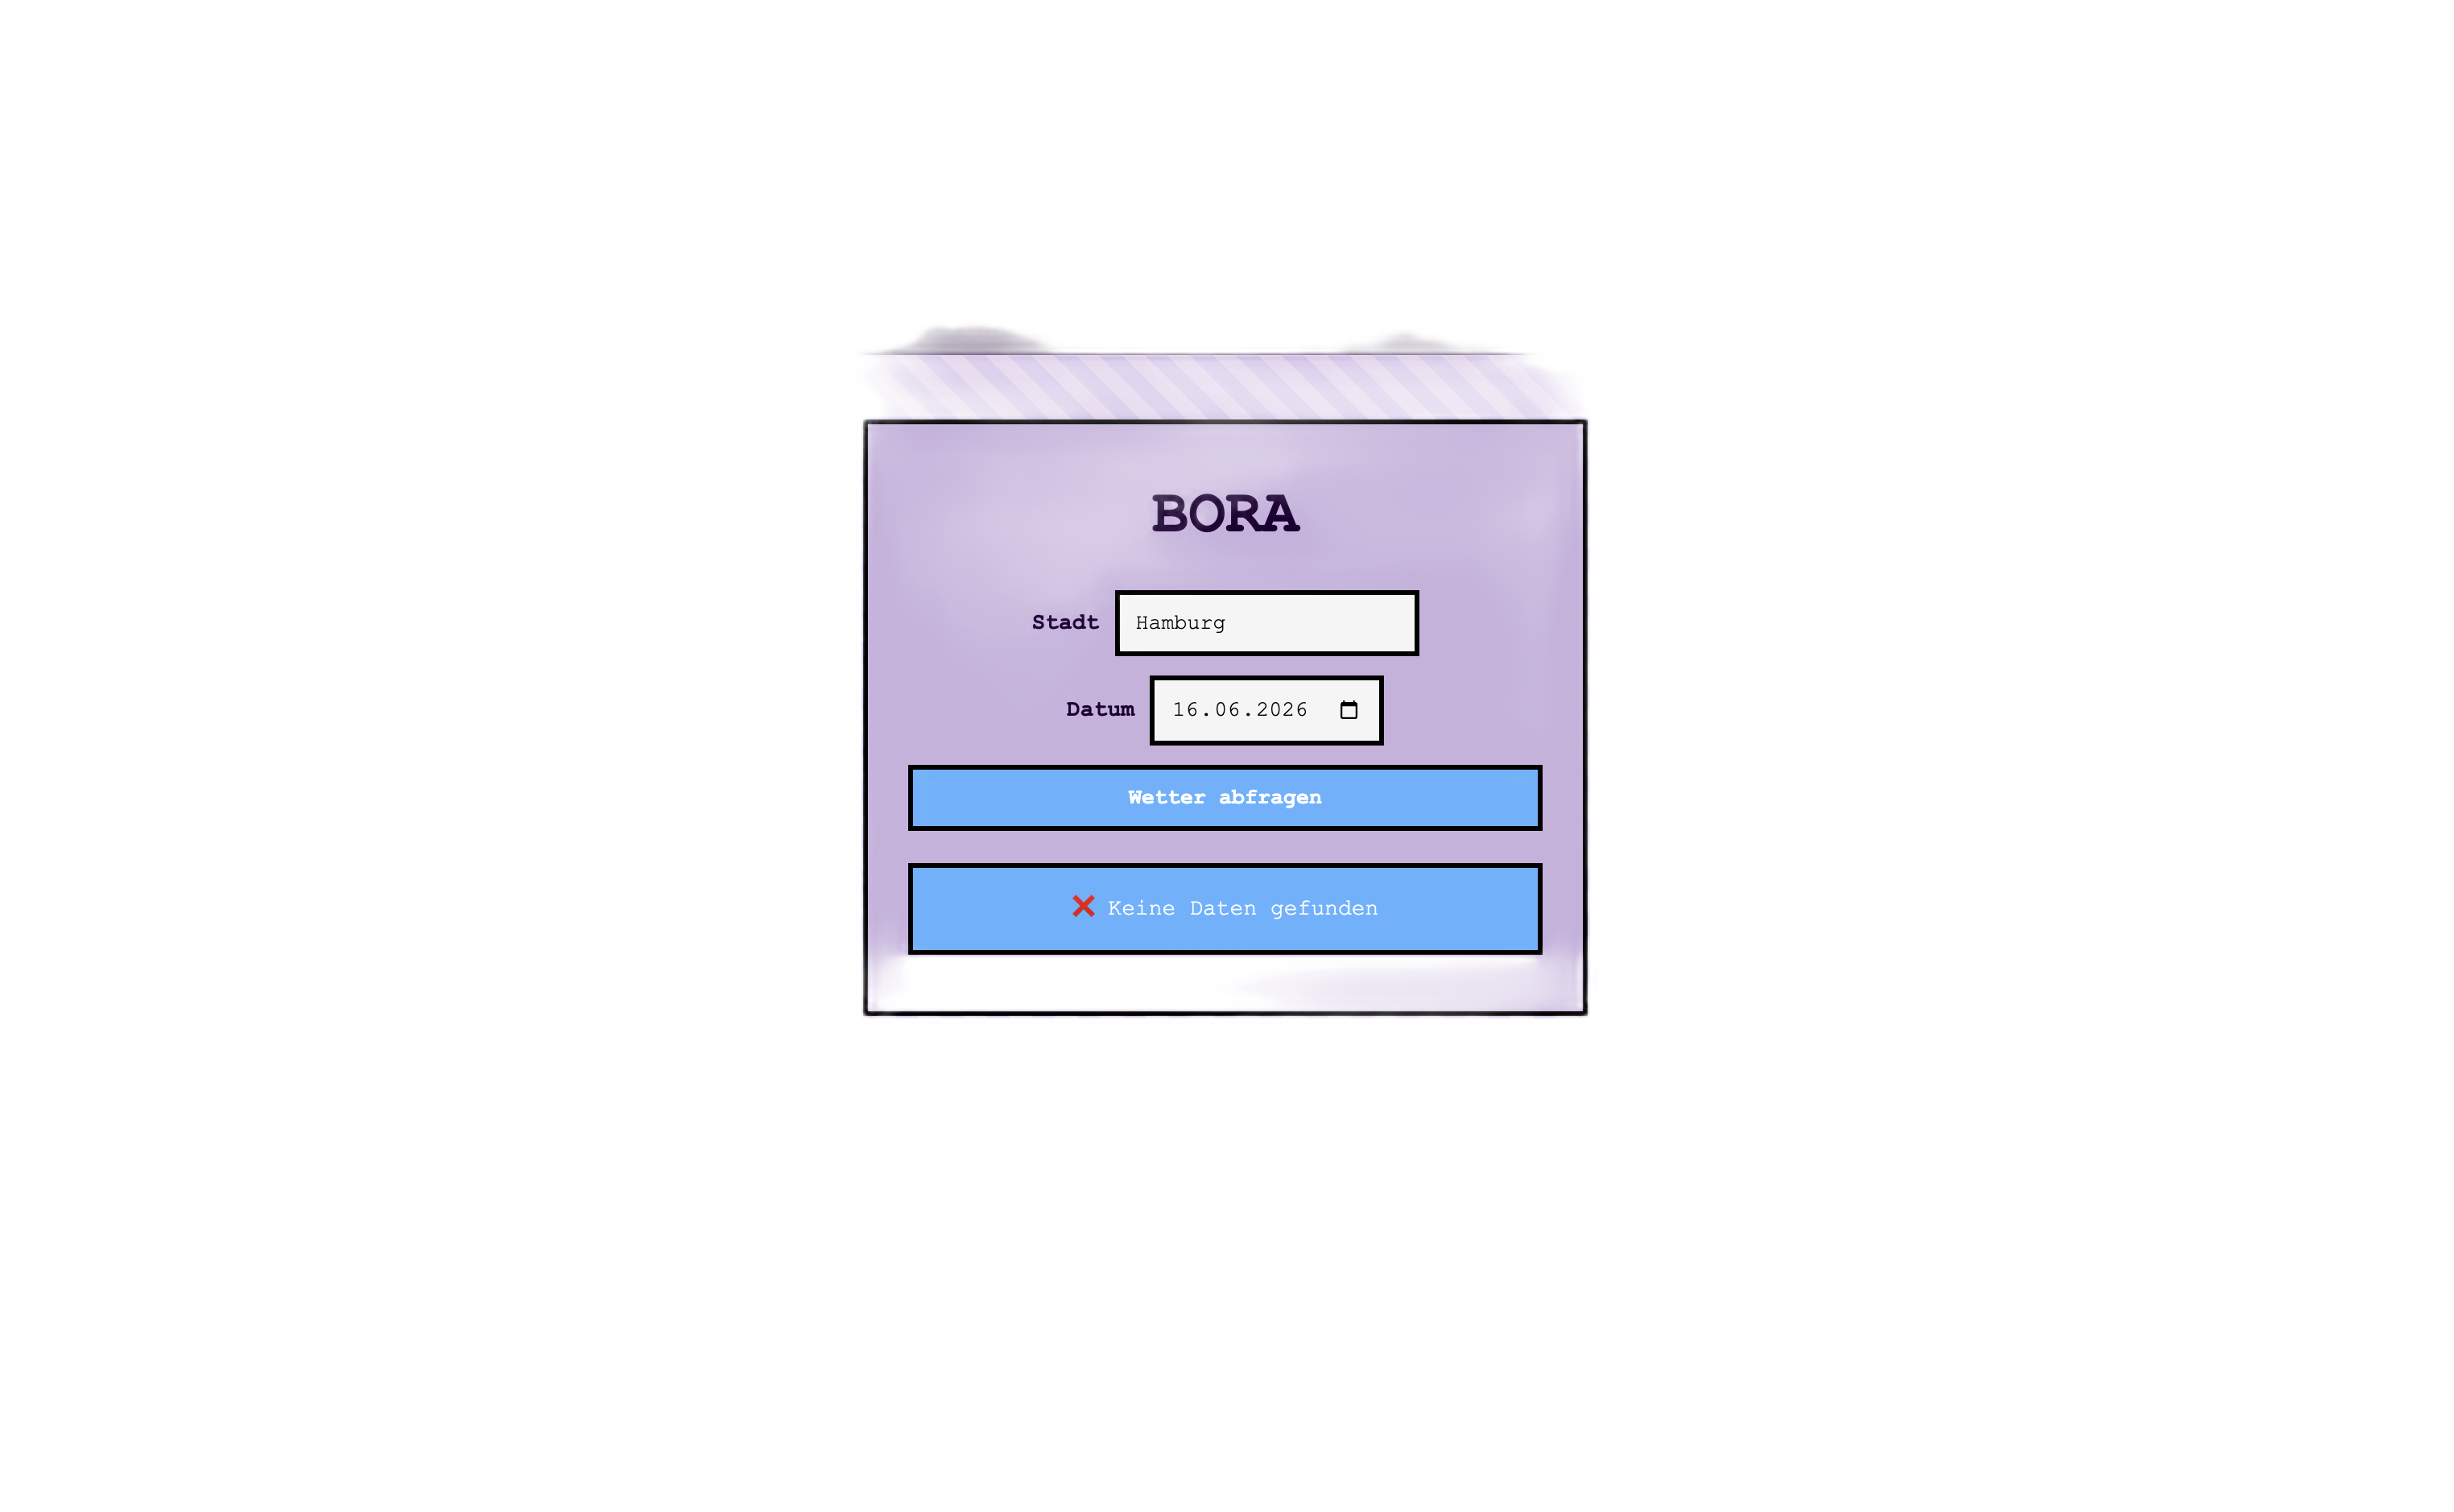 BORA
Stadt Hamburg
Datum 16.06.2026
Wetter abfragen
❌ Keine Daten gefunden